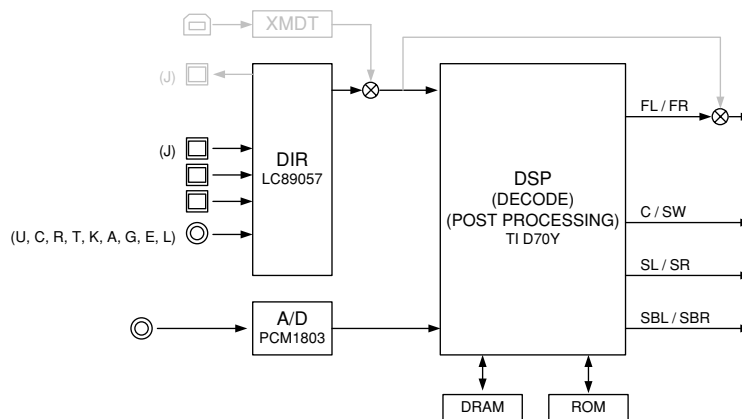 XMDT
(J)
FL / FR
(J)
DIR
LC89057
DSP
(DECODE)
(POST PROCESSING)
TI D70Y
C / SW
(U, C, R, T, K, A, G, E, L)
SL / SR
A/D
PCM1803
SBL / SBR
DRAM
ROM